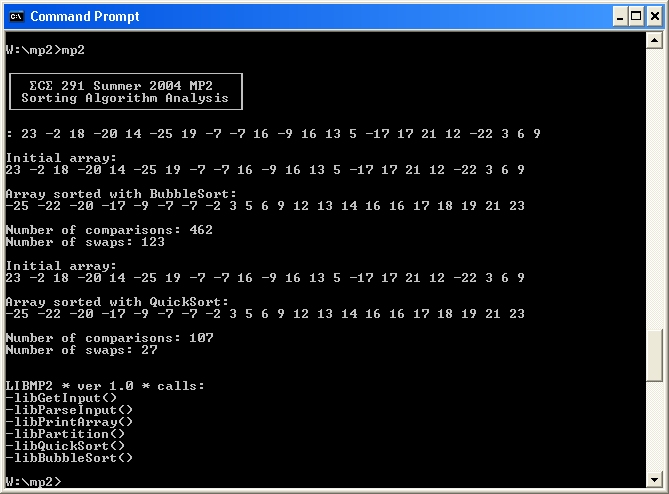 Command Prompt
W:\mp2>mp2
ΣCΣ 291 Summer 2004 MP2
Sorting Algorithm Analysis
: 23 -2 18 -20 14 -25 19 -7 -7 16 -9 16 13 5 -17 17 21 12 -22 3 6 9
Initial array:
23 -2 18 -20 14 -25 19 -7 -7 16 -9 16 13 5 -17 17 21 12 -22 3 6 9
Array sorted with BubbleSort:
-25 -22 -20 -17 -9 -7 -7 -2 3 5 6 9 12 13 14 16 16 17 18 19 21 23
Number of comparisons: 462
Number of swaps: 123
Initial array:
23 -2 18 -20 14 -25 19 -7 -7 16 -9 16 13 5 -17 17 21 12 -22 3 6 9
Array sorted with QuickSort:
-25 -22 -20 -17 -9 -7 -7 -2 3 5 6 9 12 13 14 16 16 17 18 19 21 23
Number of comparisons: 107
Number of swaps: 27
LIBMP2 * ver 1.0 * calls:
-libGetInput()
-libParseInput()
-libPrintArray()
-libPartition()
-libQuickSort()
-libBubbleSort()
W:\mp2>